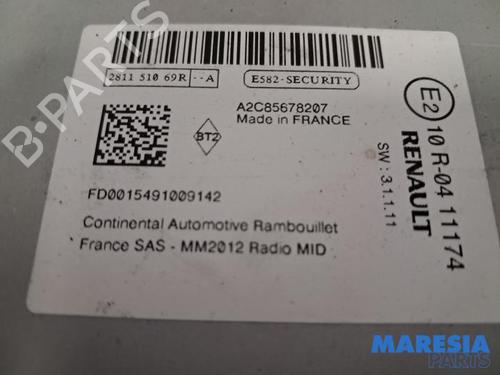 2811 510 69R --A
E582-SECURITY
A2C85678207
Made in FRANCE
BT2
FD0015491009142
Continental Automotive Rambouillet
France SAS - MM2012 Radio MID
E2
10 R-04 11174
RENAULT
SW : 3.1.1.11
MARESIA
PARTS